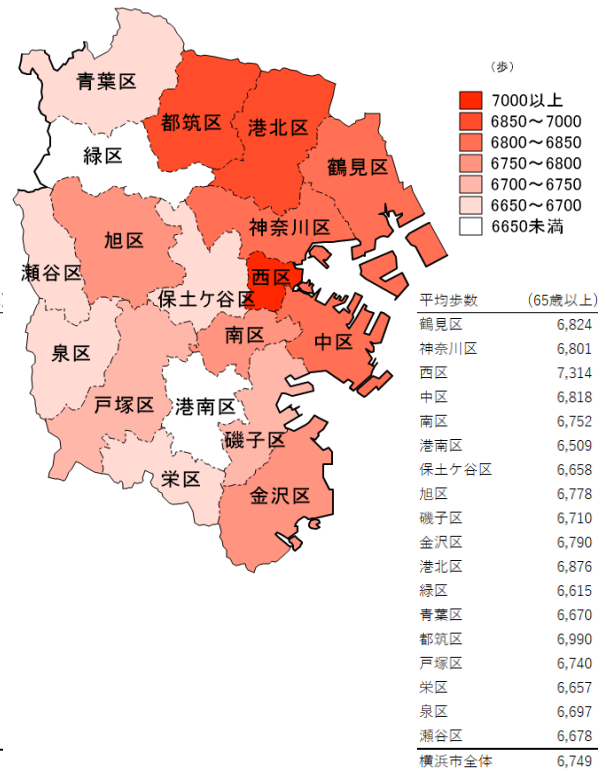 (歩)
7000以上
6850～7000
6800～6850
6750～6800
6700～6750
6650～6700
6650未満
青葉区
都筑区
港北区
緑区
鶴見区
神奈川区
旭区
瀬谷区
西区
保土ケ谷区
南区
中区
泉区
戸塚区
港南区
磯子区
栄区
金沢区
平均歩数 (65歳以上)
鶴見区 6,824
神奈川区 6,801
西区 7,314
中区 6,818
南区 6,752
港南区 6,509
保土ケ谷区 6,658
旭区 6,778
磯子区 6,710
金沢区 6,790
港北区 6,876
緑区 6,615
青葉区 6,670
都筑区 6,990
戸塚区 6,740
栄区 6,657
泉区 6,697
瀬谷区 6,678
横浜市全体 6,749